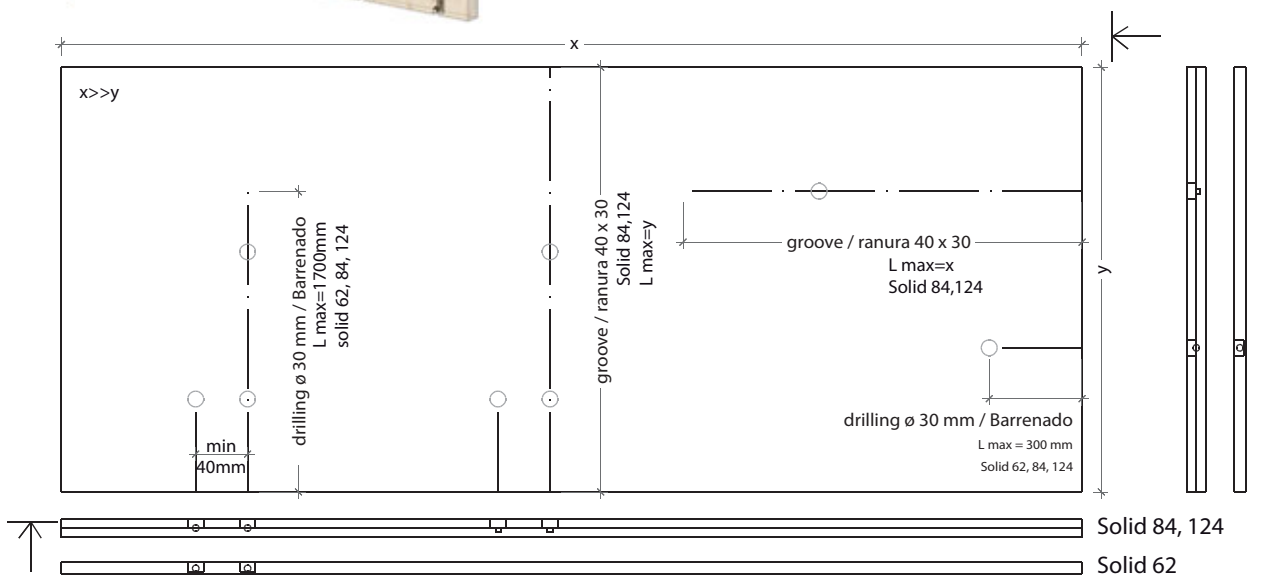 x
x>>y
drilling ø 30 mm / Barrenado
L max=1700mm
solid 62, 84, 124
groove / ranura 40 x 30
Solid 84,124
L max=y
groove / ranura 40 x 30
L max=x
Solid 84,124
y
drilling ø 30 mm / Barrenado
L max = 300 mm
Solid 62, 84, 124
min
40mm
Solid 84, 124
Solid 62